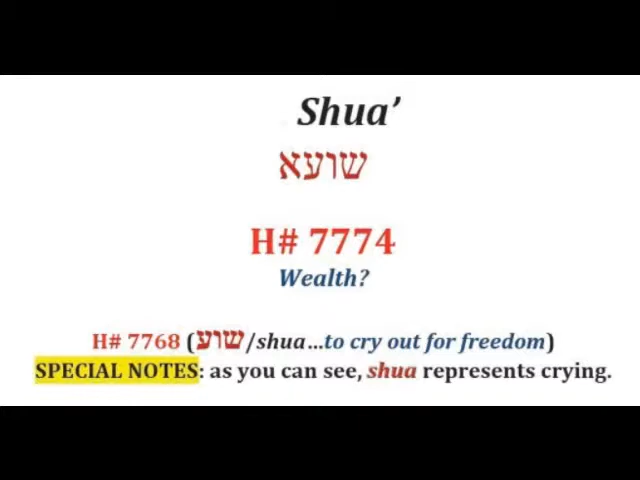 Shua’
שועא
H# 7774
Wealth?
H# 7768 (שוע/shua…to cry out for freedom)
SPECIAL NOTES: as you can see, shua represents crying.